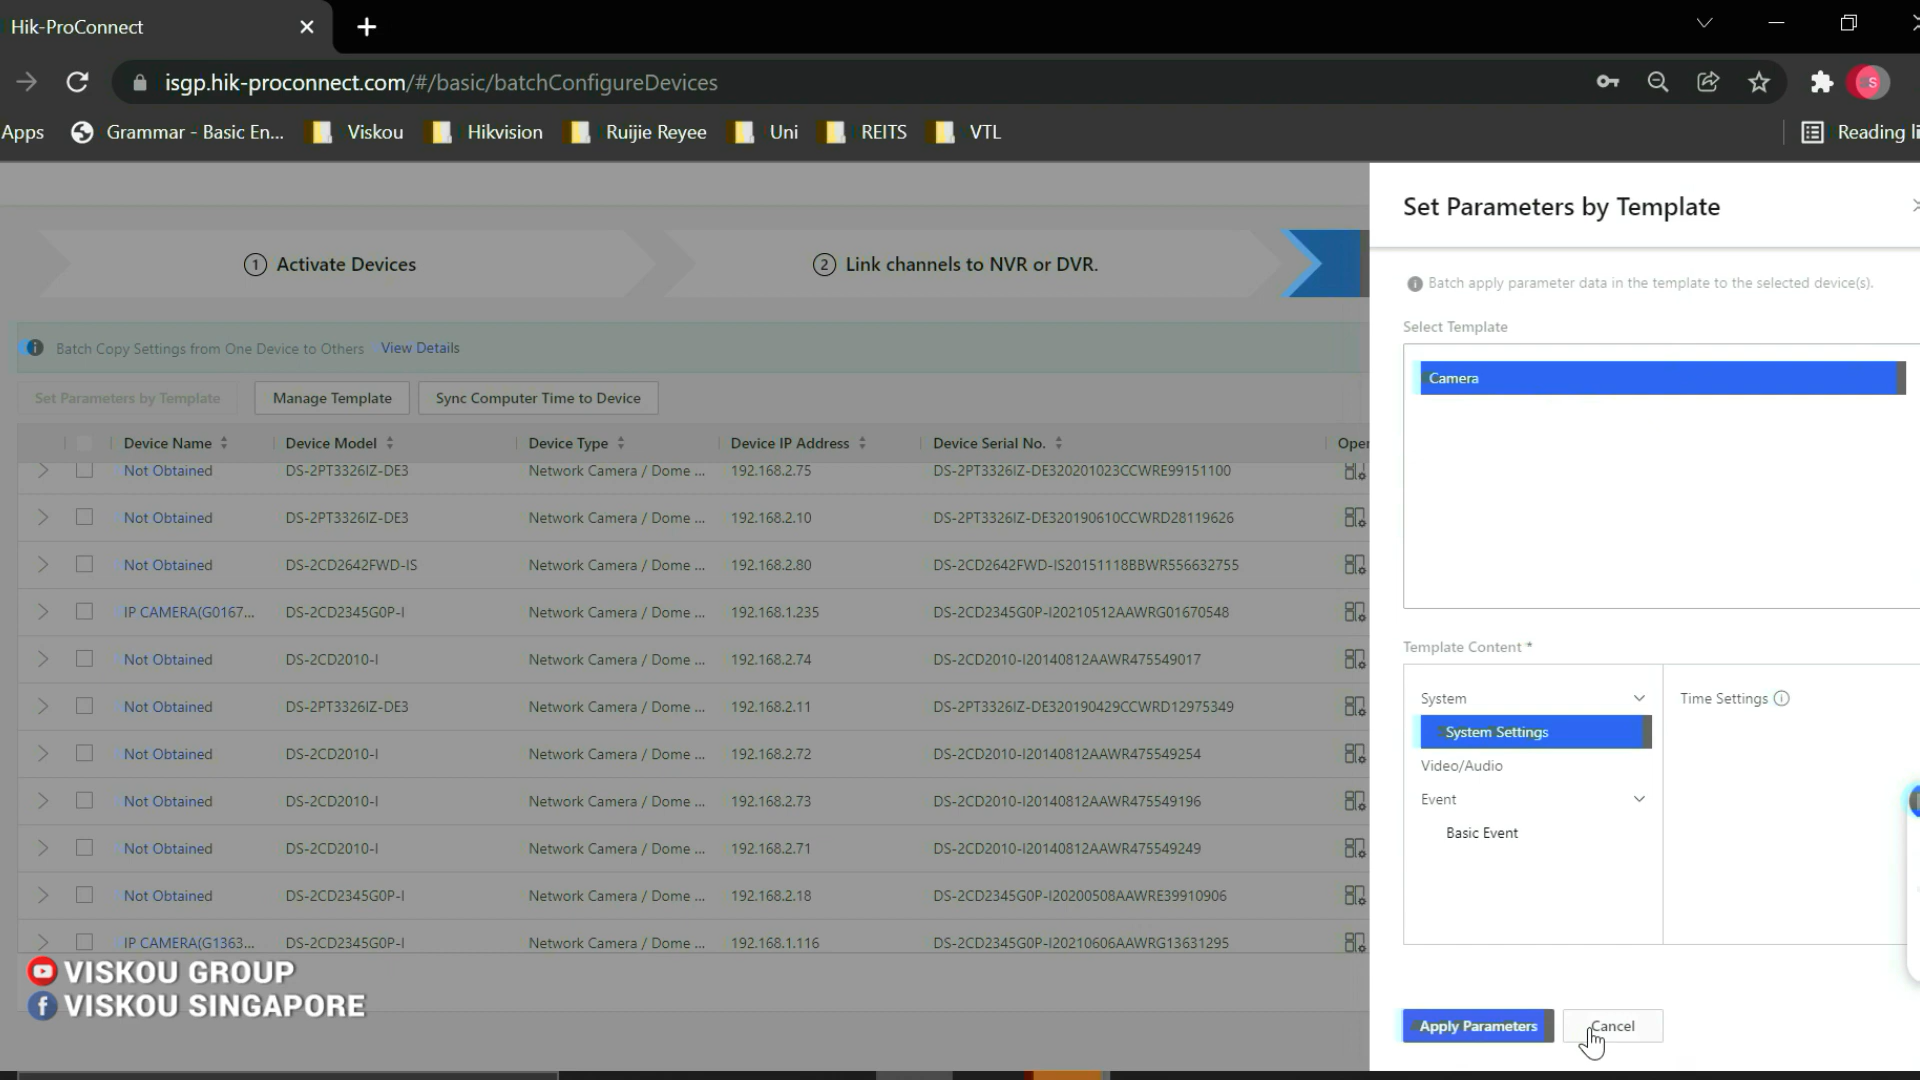 Hik-ProConnect
isgp.hik-proconnect.com/#/basic/batchConfigureDevices
S
Apps Grammar - Basic En... Viskou Hikvision Ruijie Reyee Uni REITS VTL Reading li
Set Parameters by Template
1 Activate Devices
2 Link channels to NVR or DVR.
Batch apply parameter data in the template to the selected device(s).
Select Template
Batch Copy Settings from One Device to Others View Details
Camera
Set Parameters by Template Manage Template Sync Computer Time to Device
Device Name Device Model Device Type Device IP Address Device Serial No. Oper
Not Obtained DS-2PT3326IZ-DE3 Network Camera / Dome ... 192.168.2.75 DS-2PT3326IZ-DE320201023CCWRE99151100
Not Obtained DS-2PT3326IZ-DE3 Network Camera / Dome ... 192.168.2.10 DS-2PT3326IZ-DE320190610CCWRD28119626
Not Obtained DS-2CD2642FWD-IS Network Camera / Dome ... 192.168.2.80 DS-2CD2642FWD-IS20151118BBWR556632755
IP CAMERA(G0167... DS-2CD2345G0P-I Network Camera / Dome ... 192.168.1.235 DS-2CD2345G0P-I20210512AAWRG01670548
Not Obtained DS-2CD2010-I Network Camera / Dome ... 192.168.2.74 DS-2CD2010-I20140812AAWR475549017
Not Obtained DS-2PT3326IZ-DE3 Network Camera / Dome ... 192.168.2.11 DS-2PT3326IZ-DE320190429CCWRD12975349
Not Obtained DS-2CD2010-I Network Camera / Dome ... 192.168.2.72 DS-2CD2010-I20140812AAWR475549254
Not Obtained DS-2CD2010-I Network Camera / Dome ... 192.168.2.73 DS-2CD2010-I20140812AAWR475549196
Not Obtained DS-2CD2010-I Network Camera / Dome ... 192.168.2.71 DS-2CD2010-I20140812AAWR475549249
Not Obtained DS-2CD2345G0P-I Network Camera / Dome ... 192.168.2.18 DS-2CD2345G0P-I20200508AAWRE39910906
IP CAMERA(G1363... DS-2CD2345G0P-I Network Camera / Dome ... 192.168.1.116 DS-2CD2345G0P-I20210606AAWRG13631295
Template Content *
System
System Settings
Video/Audio
Event
Basic Event
Time Settings
VISKOU GROUP
VISKOU SINGAPORE
Apply Parameters Cancel